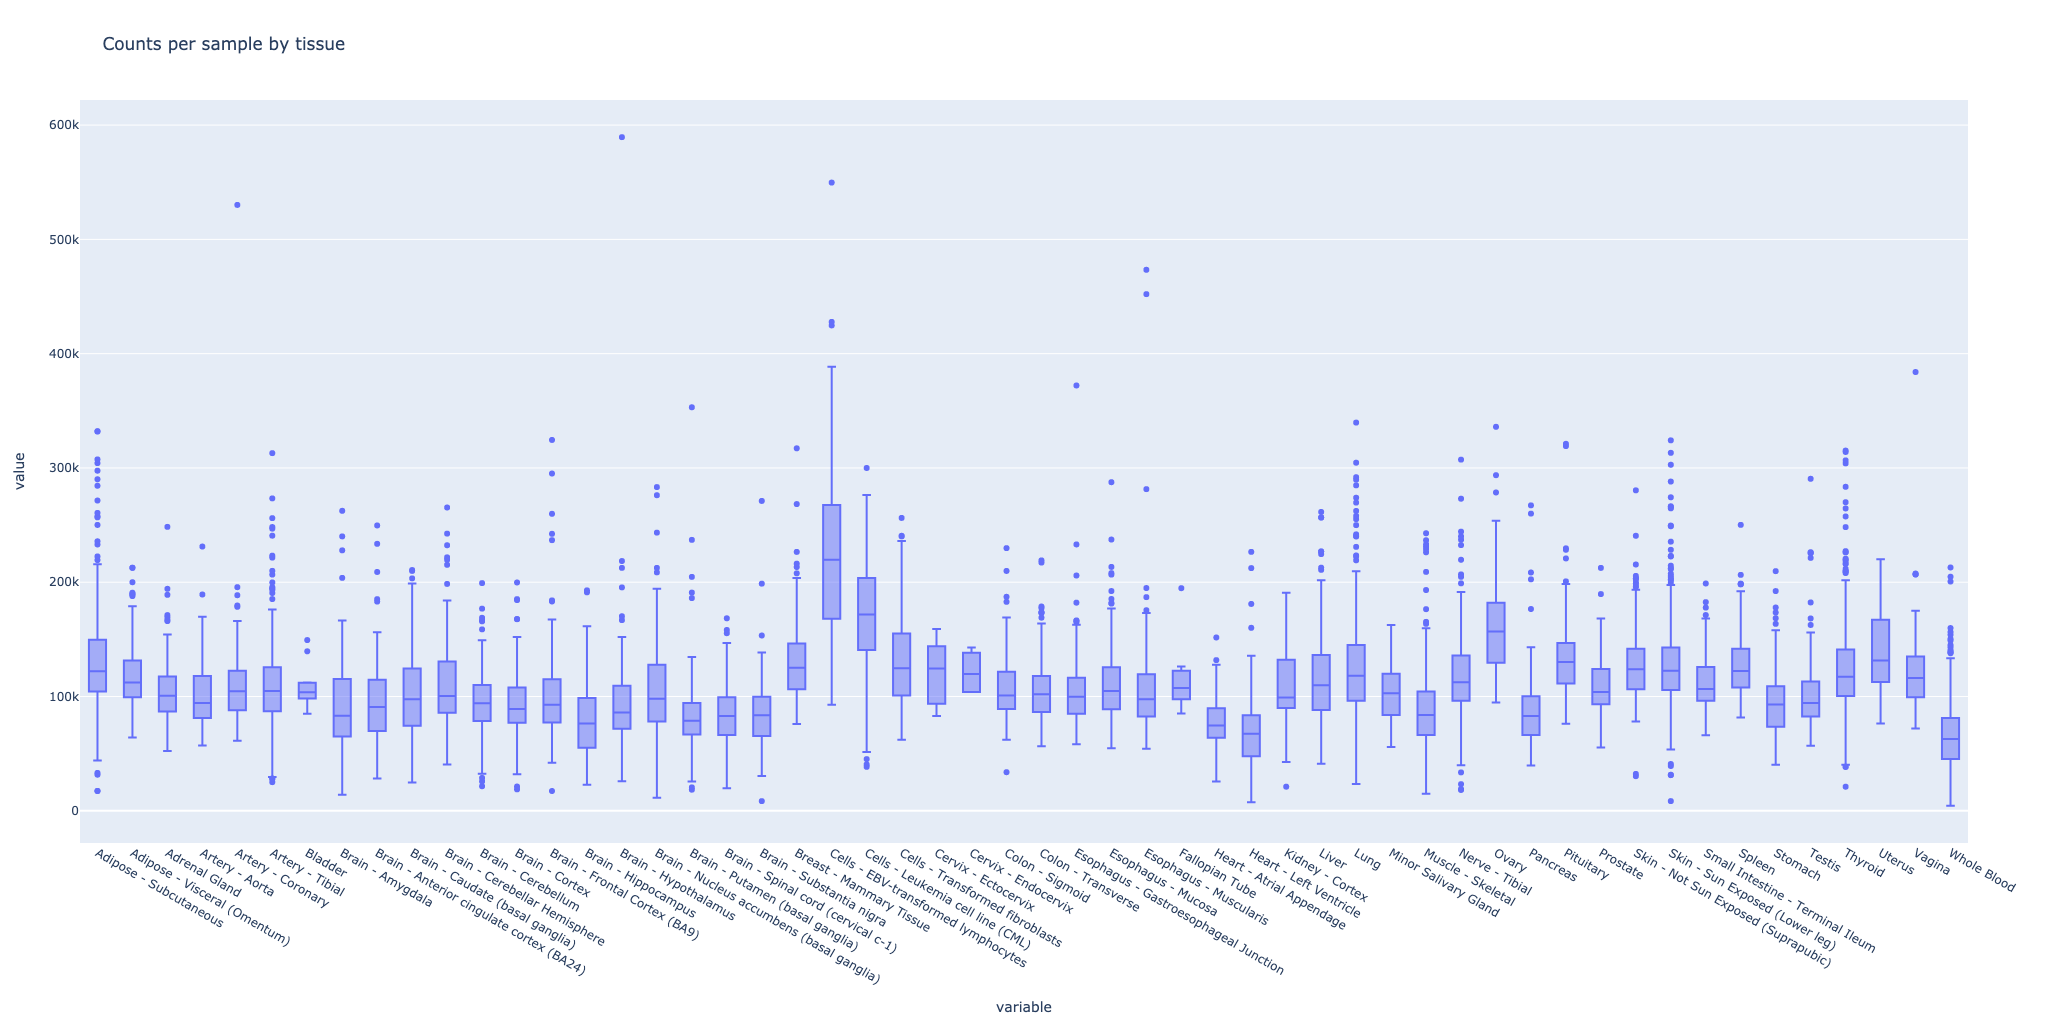 Counts per sample by tissue
600k
500k
400k
300k
200k
100k
0
value
Adipose - Subcutaneous
Adipose - Visceral (Omentum)
Adrenal Gland
Artery - Aorta
Artery - Coronary
Artery - Tibial
Bladder
Brain - Amygdala
Brain - Anterior cingulate cortex (BA24)
Brain - Caudate (basal ganglia)
Brain - Cerebellar Hemisphere
Brain - Cerebellum
Brain - Cortex
Brain - Frontal Cortex (BA9)
Brain - Hippocampus
Brain - Hypothalamus
Brain - Nucleus accumbens (basal ganglia)
Brain - Putamen (basal ganglia)
Brain - Spinal cord (cervical c-1)
Brain - Substantia nigra
Breast - Mammary Tissue
Cells - EBV-transformed lymphocytes
Cells - Leukemia cell line (CML)
Cells - Transformed fibroblasts
Cervix - Ectocervix
Cervix - Endocervix
Colon - Sigmoid
Colon - Transverse
Esophagus - Gastroesophageal Junction
Esophagus - Mucosa
Esophagus - Muscularis
Fallopian Tube
Heart - Atrial Appendage
Heart - Left Ventricle
Kidney - Cortex
Liver
Lung
Minor Salivary Gland
Muscle - Skeletal
Nerve - Tibial
Ovary
Pancreas
Pituitary
Prostate
Skin - Not Sun Exposed (Suprapubic)
Skin - Sun Exposed (Lower leg)
Small Intestine - Terminal Ileum
Spleen
Stomach
Testis
Thyroid
Uterus
Vagina
Whole Blood
variable